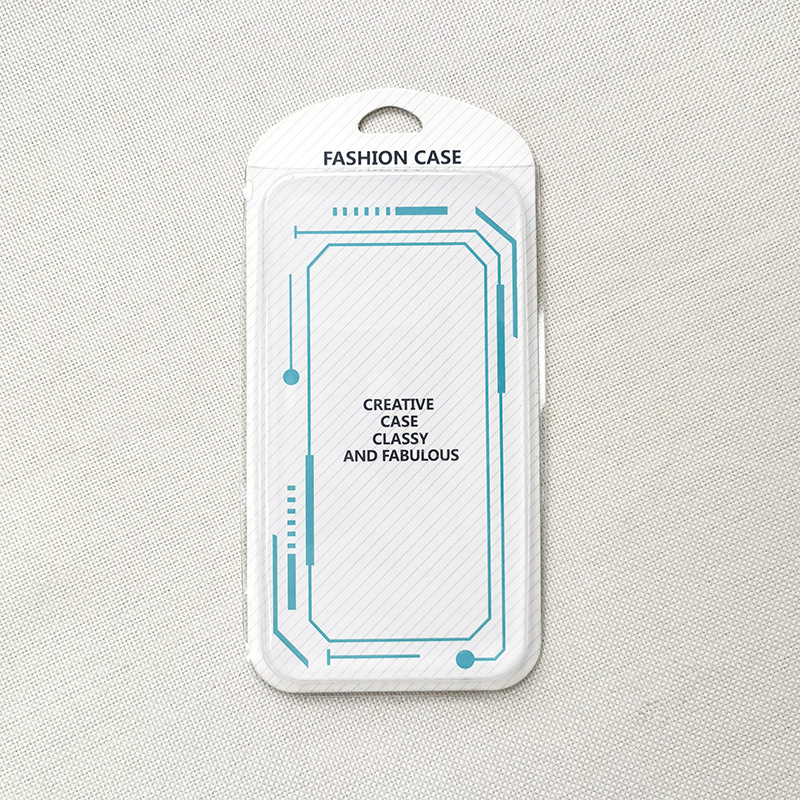 FASHION CASE
CREATIVE
CASE
CLASSY
AND FABULOUS